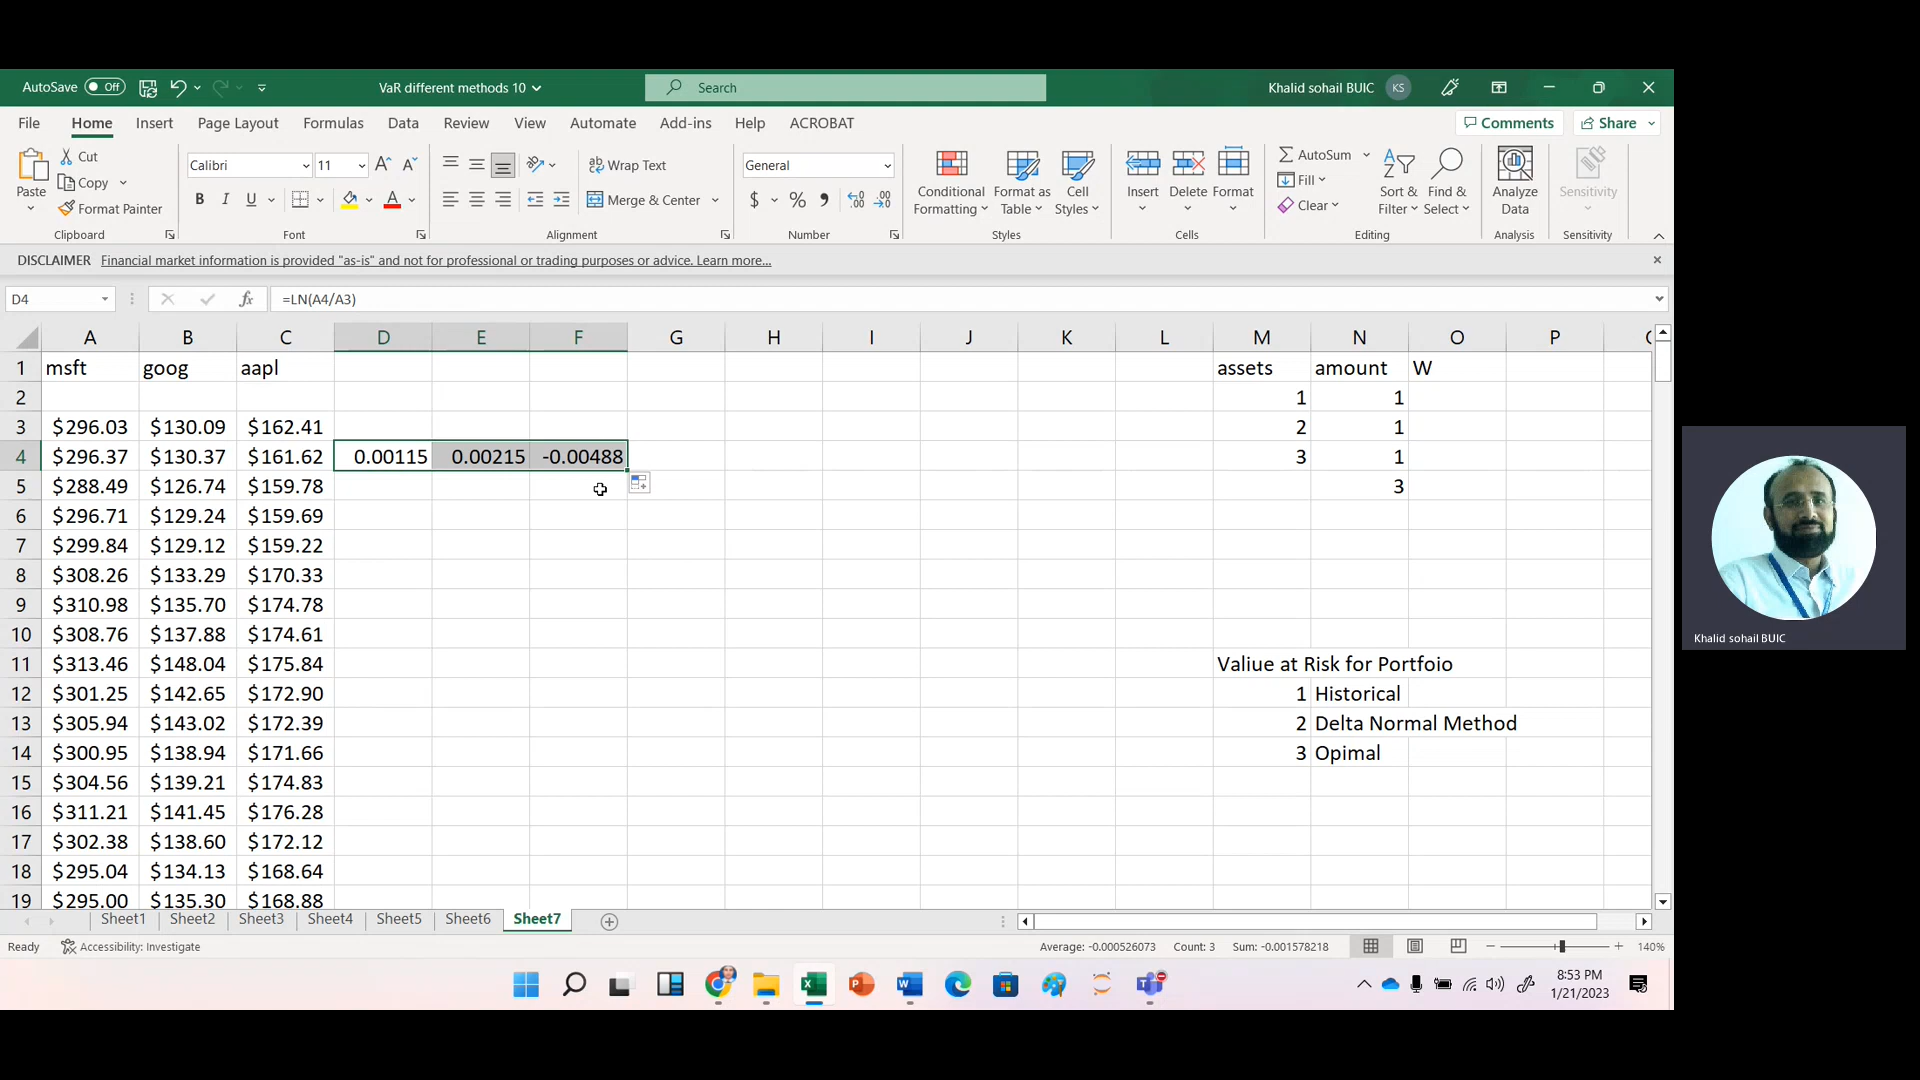 AutoSave Off VaR different methods 10 Search Khalid sohail BUIC KS
File Home Insert Page Layout Formulas Data Review View Automate Add-ins Help ACROBAT Comments Share
Paste Cut Copy Format Painter Clipboard
Calibri 11 A A B I U A Font
ab Wrap Text Merge & Center Alignment
General $ % , Number
Conditional Formatting Format as Table Cell Styles Styles
Insert Delete Format Cells
AutoSum Fill Clear Sort & Filter Find & Select Editing
Analyze Data Analysis
Sensitivity Sensitivity
DISCLAIMER Financial market information is provided "as-is" and not for professional or trading purposes or advice. Learn more...
D4 fx =LN(A4/A3)
A B C D E F G H I J K L M N O P
1 msft goog aapl assets amount W
2 1 1
3 $296.03 $130.09 $162.41 2 1
4 $296.37 $130.37 $161.62 0.00115 0.00215 -0.00488 3 1
5 $288.49 $126.74 $159.78 3
6 $296.71 $129.24 $159.69
7 $299.84 $129.12 $159.22
8 $308.26 $133.29 $170.33
9 $310.98 $135.70 $174.78
10 $308.76 $137.88 $174.61
11 $313.46 $148.04 $175.84 Valiue at Risk for Portfoio
12 $301.25 $142.65 $172.90 1 Historical
13 $305.94 $143.02 $172.39 2 Delta Normal Method
14 $300.95 $138.94 $171.66 3 Opimal
15 $304.56 $139.21 $174.83
16 $311.21 $141.45 $176.28
17 $302.38 $138.60 $172.12
18 $295.04 $134.13 $168.64
19 $295.00 $135.30 $168.88
Sheet1 Sheet2 Sheet3 Sheet4 Sheet5 Sheet6 Sheet7
Ready Accessibility: Investigate Average: -0.000526073 Count: 3 Sum: -0.001578218 140%
8:53 PM
1/21/2023
Khalid sohail BUIC